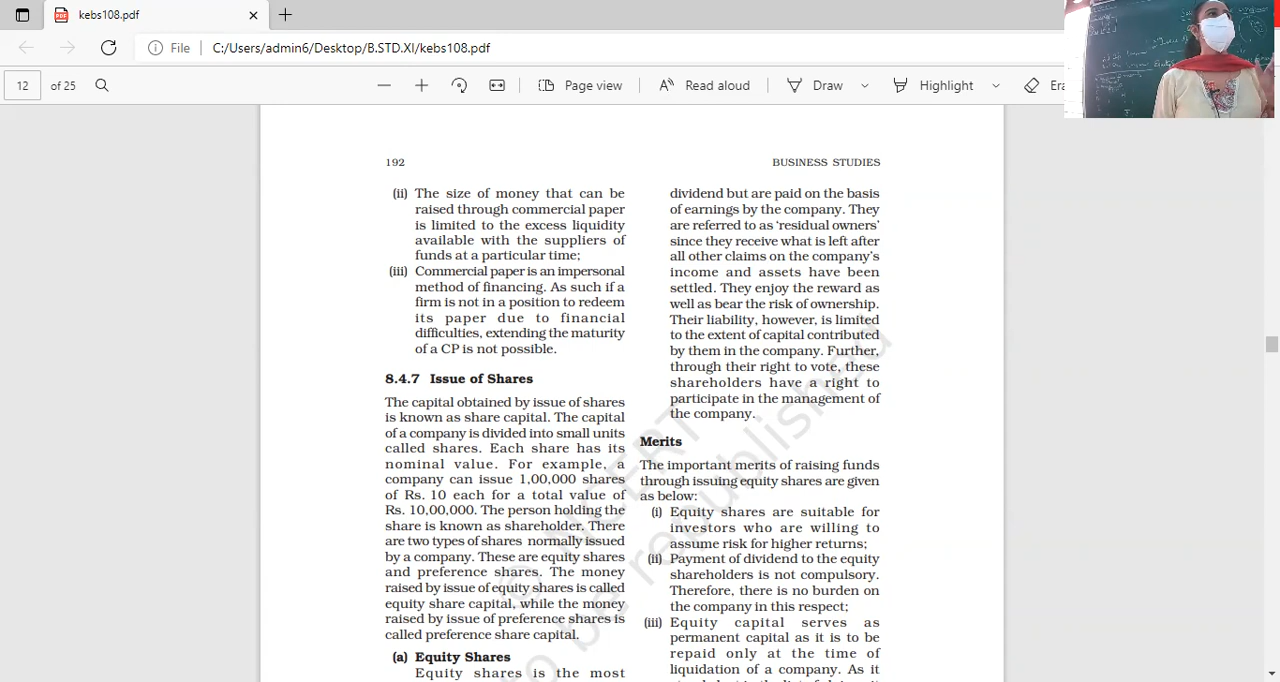 kebs108.pdf
File
C:/Users/admin6/Desktop/B.STD.XI/kebs108.pdf
12 of 25
Page view
Read aloud
Draw
Highlight
192
BUSINESS STUDIES
(ii) The size of money that can be
raised through commercial paper
is limited to the excess liquidity
available with the suppliers of
funds at a particular time;
(iii) Commercial paper is an impersonal
method of financing. As such if a
firm is not in a position to redeem
its paper due to financial
difficulties, extending the maturity
of a CP is not possible.
8.4.7 Issue of Shares
The capital obtained by issue of shares
is known as share capital. The capital
of a company is divided into small units
called shares. Each share has its
nominal value. For example, a
company can issue 1,00,000 shares
of Rs. 10 each for a total value of
Rs. 10,00,000. The person holding the
share is known as shareholder. There
are two types of shares normally issued
by a company. These are equity shares
and preference shares. The money
raised by issue of equity shares is called
equity share capital, while the money
raised by issue of preference shares is
called preference share capital.
(a) Equity Shares
Equity shares is the most
dividend but are paid on the basis
of earnings by the company. They
are referred to as ‘residual owners’
since they receive what is left after
all other claims on the company’s
income and assets have been
settled. They enjoy the reward as
well as bear the risk of ownership.
Their liability, however, is limited
to the extent of capital contributed
by them in the company. Further,
through their right to vote, these
shareholders have a right to
participate in the management of
the company.
Merits
The important merits of raising funds
through issuing equity shares are given
as below:
(i) Equity shares are suitable for
investors who are willing to
assume risk for higher returns;
(ii) Payment of dividend to the equity
shareholders is not compulsory.
Therefore, there is no burden on
the company in this respect;
(iii) Equity capital serves as
permanent capital as it is to be
repaid only at the time of
liquidation of a company. As it
© NCERT
o be republished